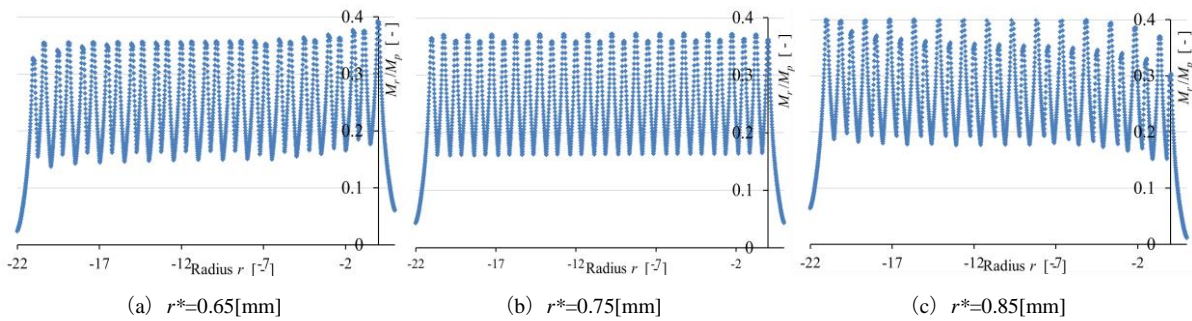 0.4 0.4 0.4
M_r/M_p [-] M_r/M_p [-] M_r/M_p [-]
0.3 0.3 0.3
0.2 0.2 0.2
0.1 0.1 0.1
0 0 0
-22 -17 -12 -7 -2 -22 -17 -12 -7 -2 -22 -17 -12 -7 -2
Radius r [-] Radius r [-] Radius r [-]
(a) r*=0.65[mm] (b) r*=0.75[mm] (c) r*=0.85[mm]